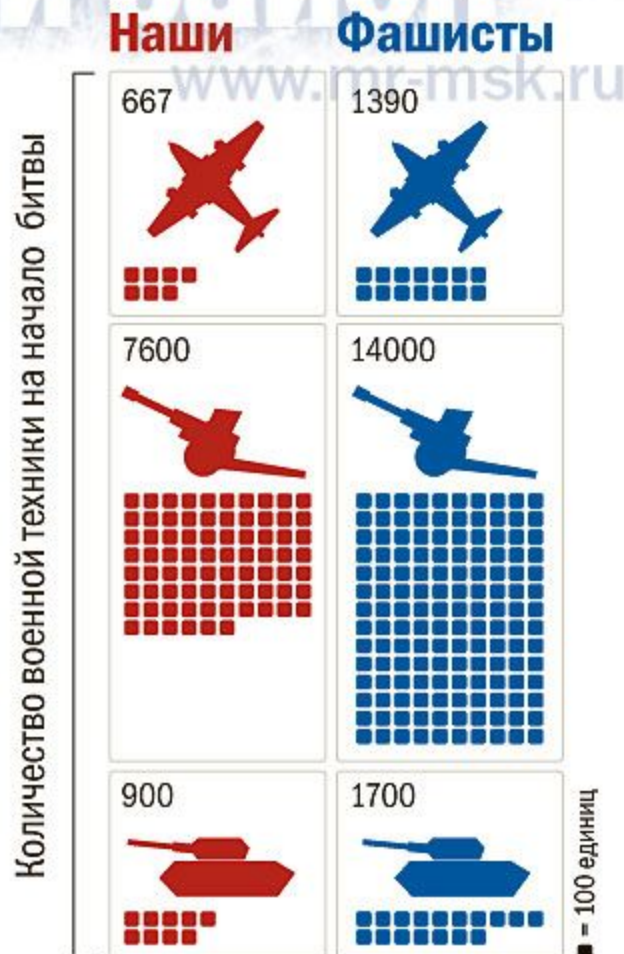 Наши Фашисты
www.mr-msk.ru
Количество военной техники на начало битвы
667 1390
7600 14000
900 1700
= 100 единиц